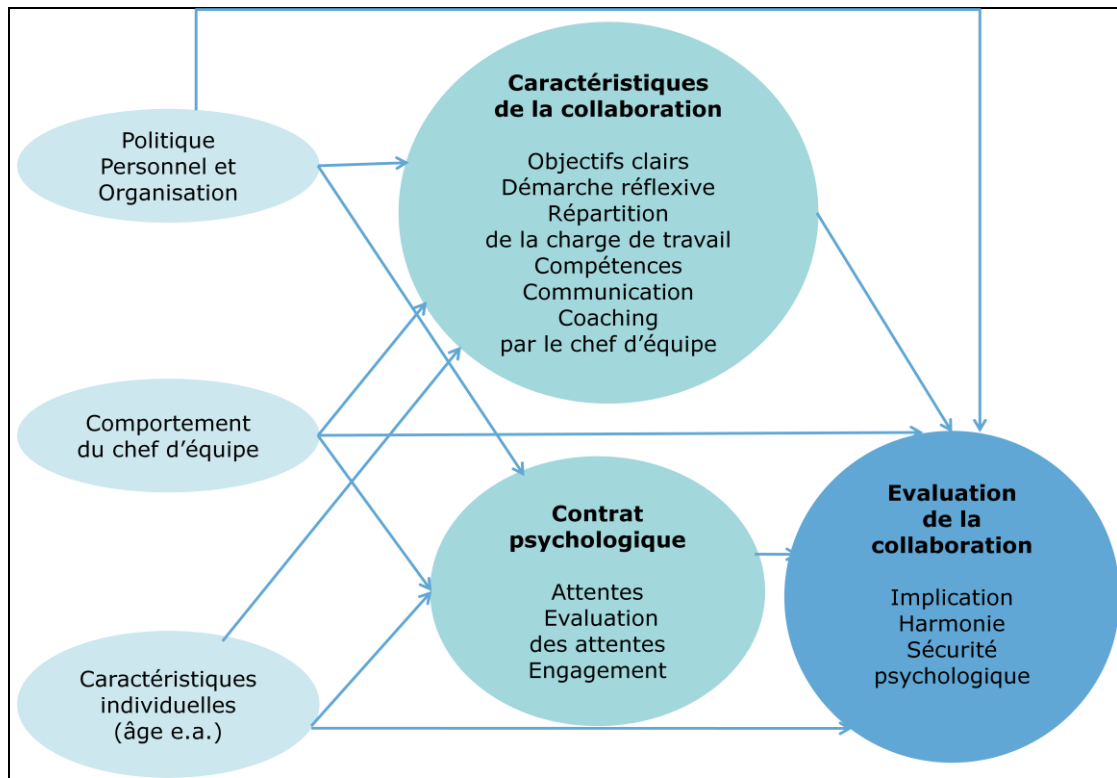 Politique
Personnel et
Organisation
Caractéristiques
de la collaboration
Objectifs clairs
Démarche réflexive
Répartition
de la charge de travail
Compétences
Communication
Coaching
par le chef d’équipe
Comportement
du chef d’équipe
Contrat
psychologique
Attentes
Evaluation
des attentes
Engagement
Evaluation
de la
collaboration
Implication
Harmonie
Sécurité
psychologique
Caractéristiques
individuelles
(âge e.a.)